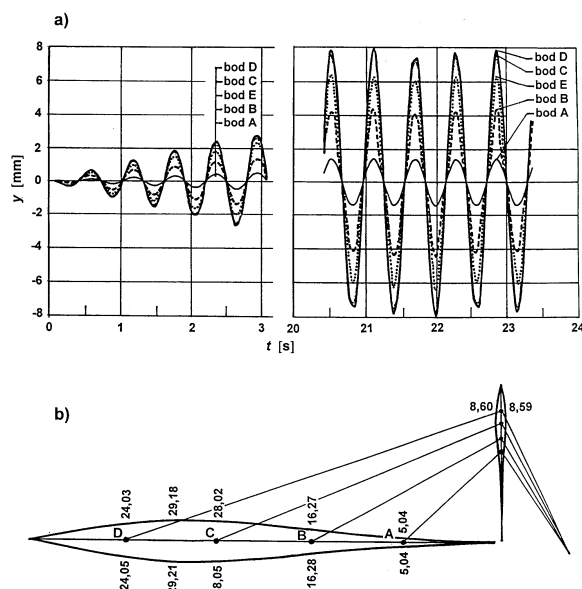 a)
8
6
4
2
0
-2
-4
-6
-8
y [mm]
bod D
bod C
bod E
bod B
bod A
bod D
bod C
bod E
bod B
bod A
0 1 2 3
20 21 22 23 24
t [s]
b)
8,60 8,59
24,03 29,18 28,02 16,27 5,04
D C B A
24,05 29,21 8,05 16,28 5,04